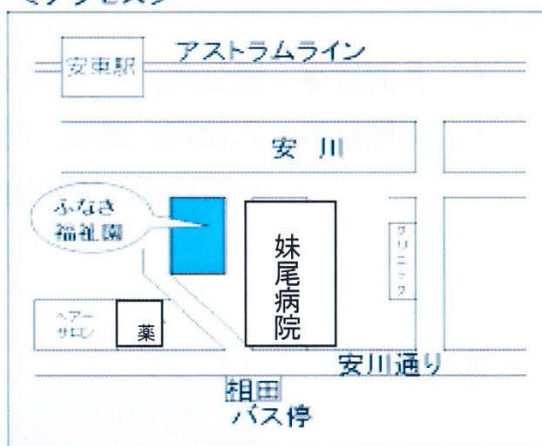 アストラムライン
安東駅
安 川
ふなき
福祉園
妹尾病院
クリニック
ヘアー
サロン
薬
安川通り
相田
バス停